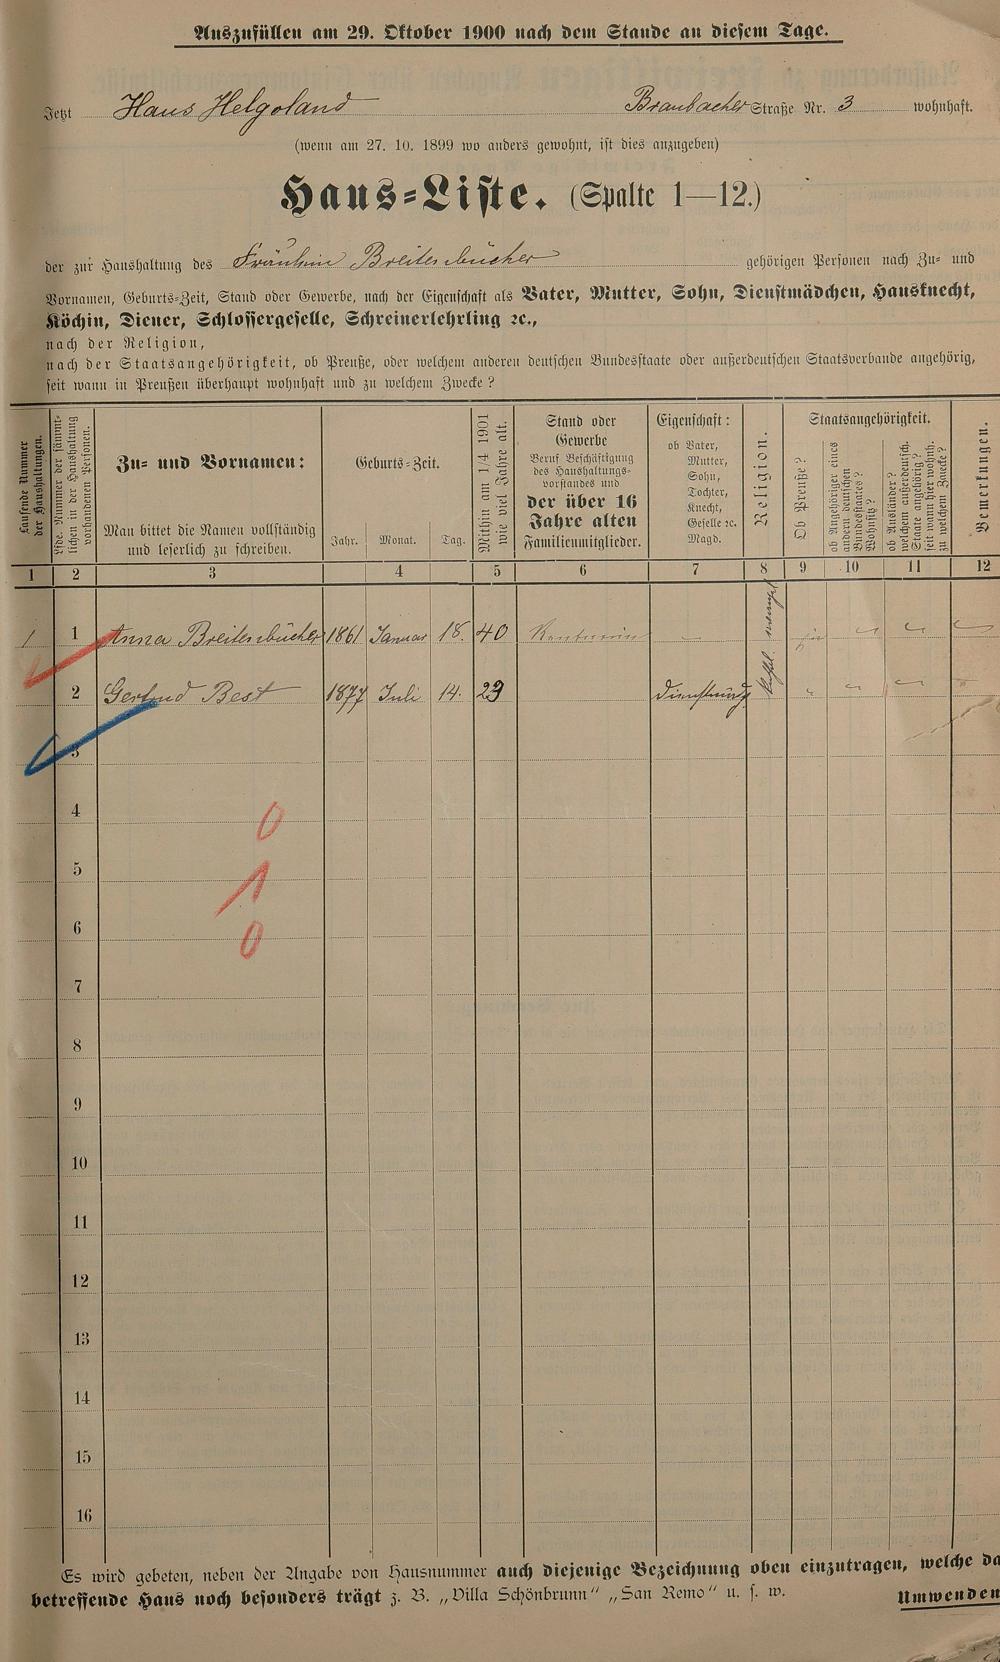 Auszufüllen am 29. Oktober 1900 nach dem Stande an diesem Tage.
Jetzt Haus Helgoland Braubacher Straße Nr. 3 wohnhaft.
(wenn am 27. 10. 1899 wo anders gewohnt, ist dies anzugeben)
Haus=Liste. (Spalte 1—12.)
der zur Haushaltung des Fräulein Breitenbücher gehörigen Personen nach Zu= und
Vornamen, Geburts=Zeit, Stand oder Gewerbe, nach der Eigenschaft als Vater, Mutter, Sohn, Dienstmädchen, Hausknecht,
Köchin, Diener, Schlossergeselle, Schreinerlehrling ꝛc.,
nach der Religion,
nach der Staatsangehörigkeit, ob Preuße, oder welchem anderen deutschen Bundesstaate oder außerdeutschen Staatsverbande angehörig,
seit wann in Preußen überhaupt wohnhaft und zu welchem Zwecke?
Laufende Nummer
der Haushaltungen.
Lfde. Nummer der sämmt-
lichen in der Haushaltung
vorhandenen Personen.
Zu= und Vornamen:
Man bittet die Namen vollständig
und leserlich zu schreiben.
Geburts=Zeit.
Jahr. Monat. Tag.
Mithin am 1/4 1901
wie viel Jahre alt.
Stand oder
Gewerbe
Beruf Beschäftigung
des Haushaltungs-
vorstandes und
der über 16
Jahre alten
Familienmitglieder.
Eigenschaft:
ob Vater,
Mutter,
Sohn,
Tochter,
Knecht,
Geselle ꝛc.
Magd.
Religion.
Staatsangehörigkeit.
Ob Preuße?
ob Angehöriger eines
andern deutschen
Bundesstaates?
Wohnsitz?
ob Ausländer?
welchem außerdeutsch.
Staate angehörig?
seit wann hier wohnh.
zu welchem Zwecke?
Bemerkungen.
1 2 3 4 5 6 7 8 9 10 11 12
1 1 Anna Breitenbücher 1861 Januar 18. 40 Rentnerin — ja
2 Gertrud Best 1877 Juli 14. 23 Dienstmdg.
3
4 0
5 1
6 0
7
8
9
10
11
12
13
14
15
16
Es wird gebeten, neben der Angabe von Hausnummer auch diejenige Bezeichnung oben einzutragen, welche da
betreffende Haus noch besonders trägt z. B. „Villa Schönbrunn" „San Remo" u. s. w.
Umwenden